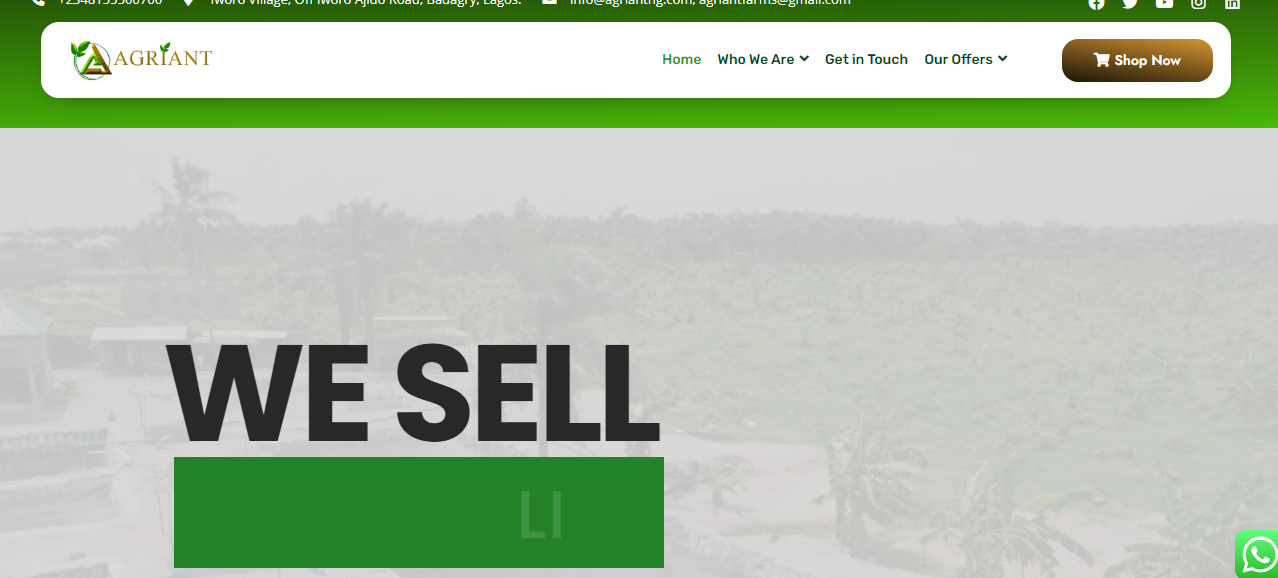 Iworo Village, Off Iworo Ajido Road, Badagry, Lagos.
info@agriantng.com, agriantfarms@gmail.com
AGRIANT
Home Who We Are Get in Touch Our Offers Shop Now
WE SELL
LI